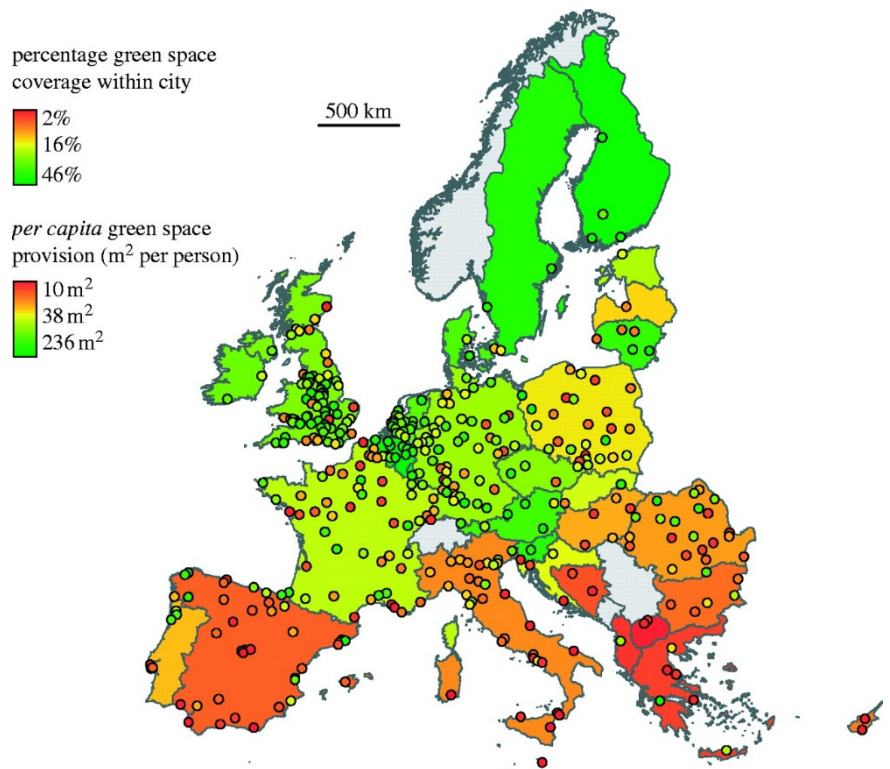 percentage green space
coverage within city
2%
16%
46%
500 km
per capita green space
provision (m² per person)
10 m²
38 m²
236 m²